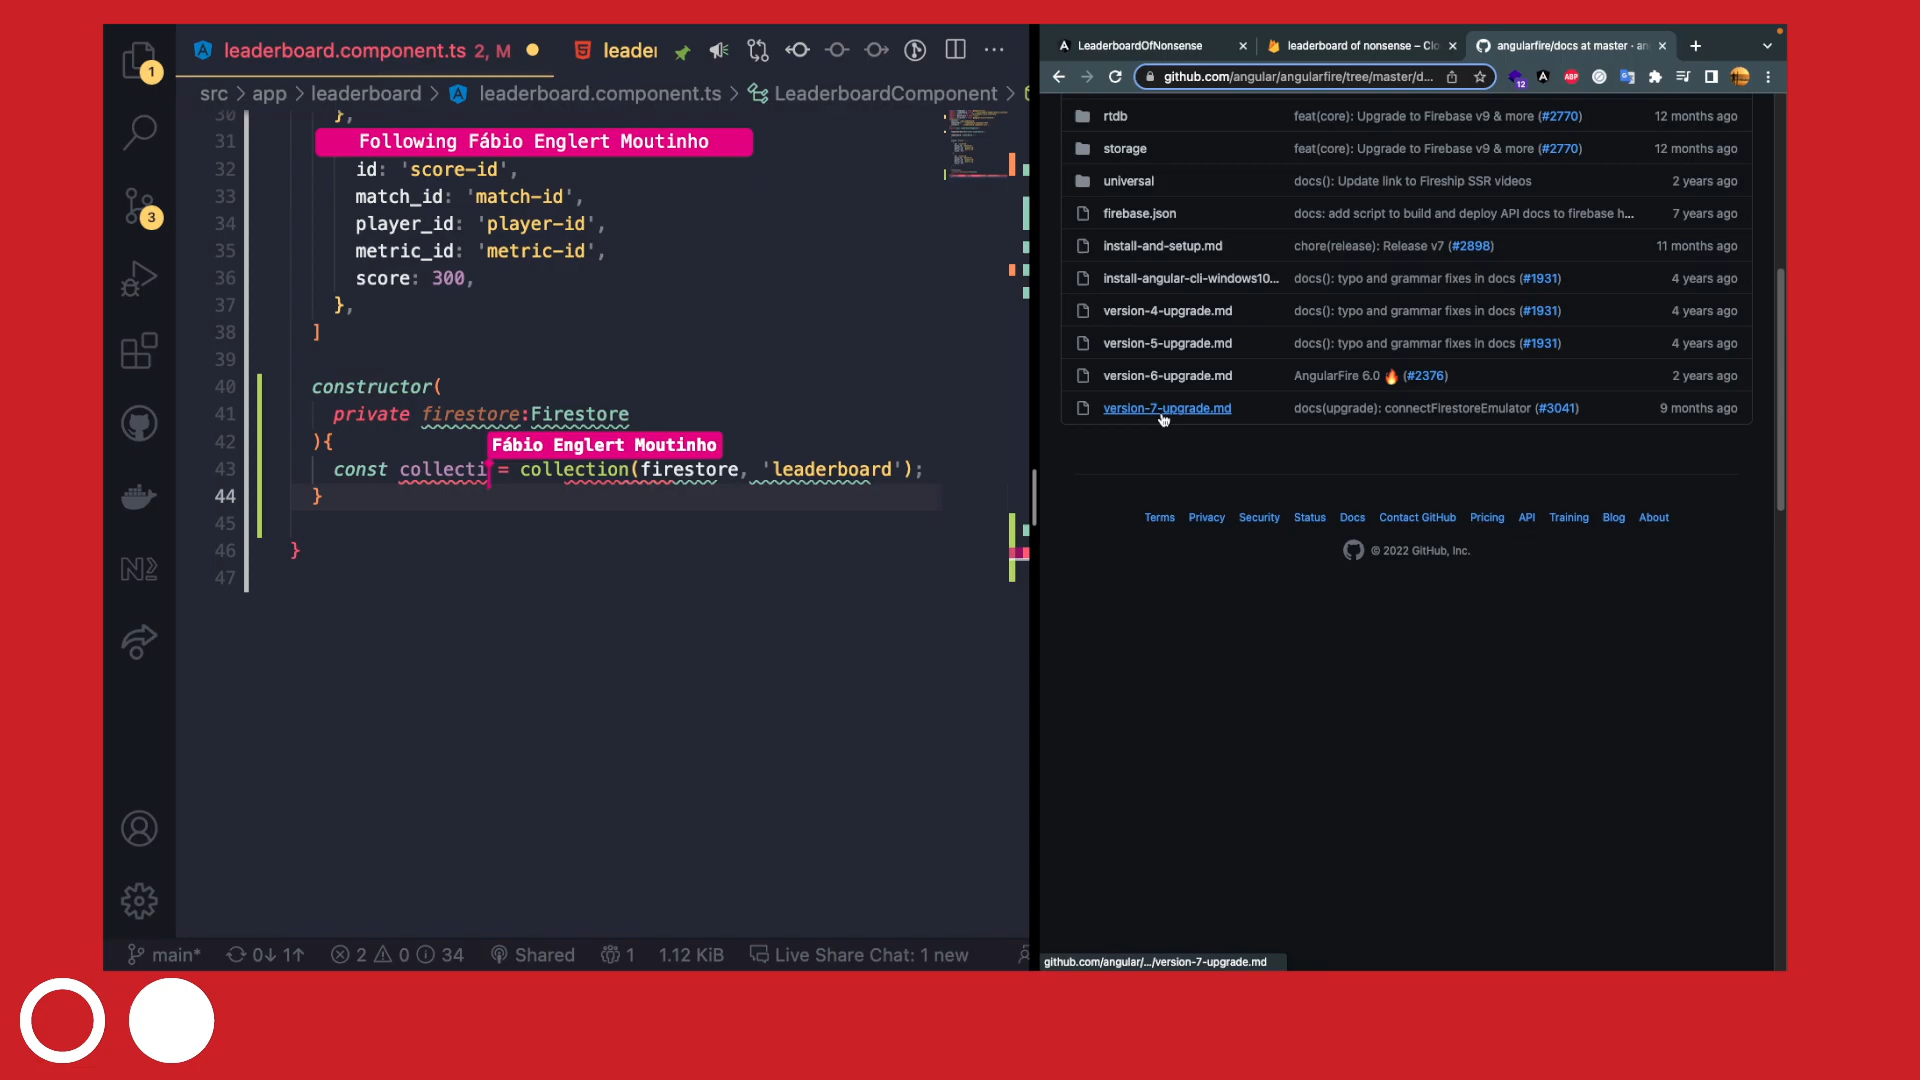 1
3
leaderboard.component.ts 2, M
leader
src > app > leaderboard > leaderboard.component.ts > LeaderboardComponent >
30 },
31 Following Fábio Englert Moutinho
32 id: 'score-id',
33 match_id: 'match-id',
34 player_id: 'player-id',
35 metric_id: 'metric-id',
36 score: 300,
37 },
38 ]
39
40 constructor(
41 private firestore:Firestore
42 ){
Fábio Englert Moutinho
43 const collecti = collection(firestore, 'leaderboard');
44 }
45
46 }
47
main* 0↓ 1↑ 2 0 34 Shared 1 1.12 KiB Live Share Chat: 1 new
LeaderboardOfNonsense
leaderboard of nonsense – Clo
angularfire/docs at master · an
github.com/angular/angularfire/tree/master/d...
12
ABP
rtdb feat(core): Upgrade to Firebase v9 & more (#2770) 12 months ago
storage feat(core): Upgrade to Firebase v9 & more (#2770) 12 months ago
universal docs(): Update link to Fireship SSR videos 2 years ago
firebase.json docs: add script to build and deploy API docs to firebase h... 7 years ago
install-and-setup.md chore(release): Release v7 (#2898) 11 months ago
install-angular-cli-windows10... docs(): typo and grammar fixes in docs (#1931) 4 years ago
version-4-upgrade.md docs(): typo and grammar fixes in docs (#1931) 4 years ago
version-5-upgrade.md docs(): typo and grammar fixes in docs (#1931) 4 years ago
version-6-upgrade.md AngularFire 6.0 🔥 (#2376) 2 years ago
version-7-upgrade.md docs(upgrade): connectFirestoreEmulator (#3041) 9 months ago
Terms Privacy Security Status Docs Contact GitHub Pricing API Training Blog About
© 2022 GitHub, Inc.
github.com/angular/.../version-7-upgrade.md